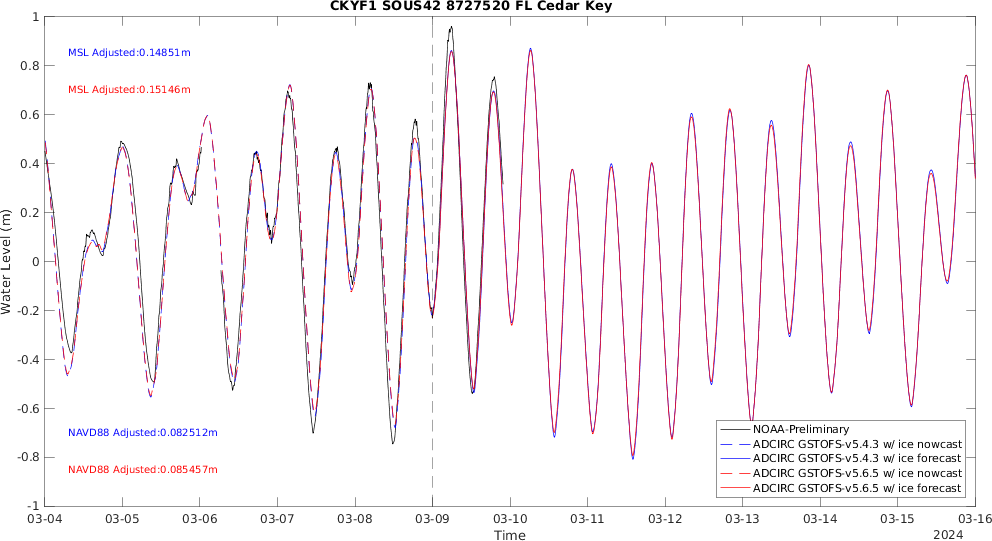 CKYF1 SOUS42 8727520 FL Cedar Key
1
0.8
0.6
0.4
0.2
0
-0.2
-0.4
-0.6
-0.8
-1
Water Level (m)
MSL Adjusted:0.14851m
MSL Adjusted:0.15146m
NAVD88 Adjusted:0.082512m
NAVD88 Adjusted:0.085457m
NOAA-Preliminary
ADCIRC GSTOFS-v5.4.3 w/ ice nowcast
ADCIRC GSTOFS-v5.4.3 w/ ice forecast
ADCIRC GSTOFS-v5.6.5 w/ ice nowcast
ADCIRC GSTOFS-v5.6.5 w/ ice forecast
03-04 03-05 03-06 03-07 03-08 03-09 03-10 03-11 03-12 03-13 03-14 03-15 03-16
Time
2024